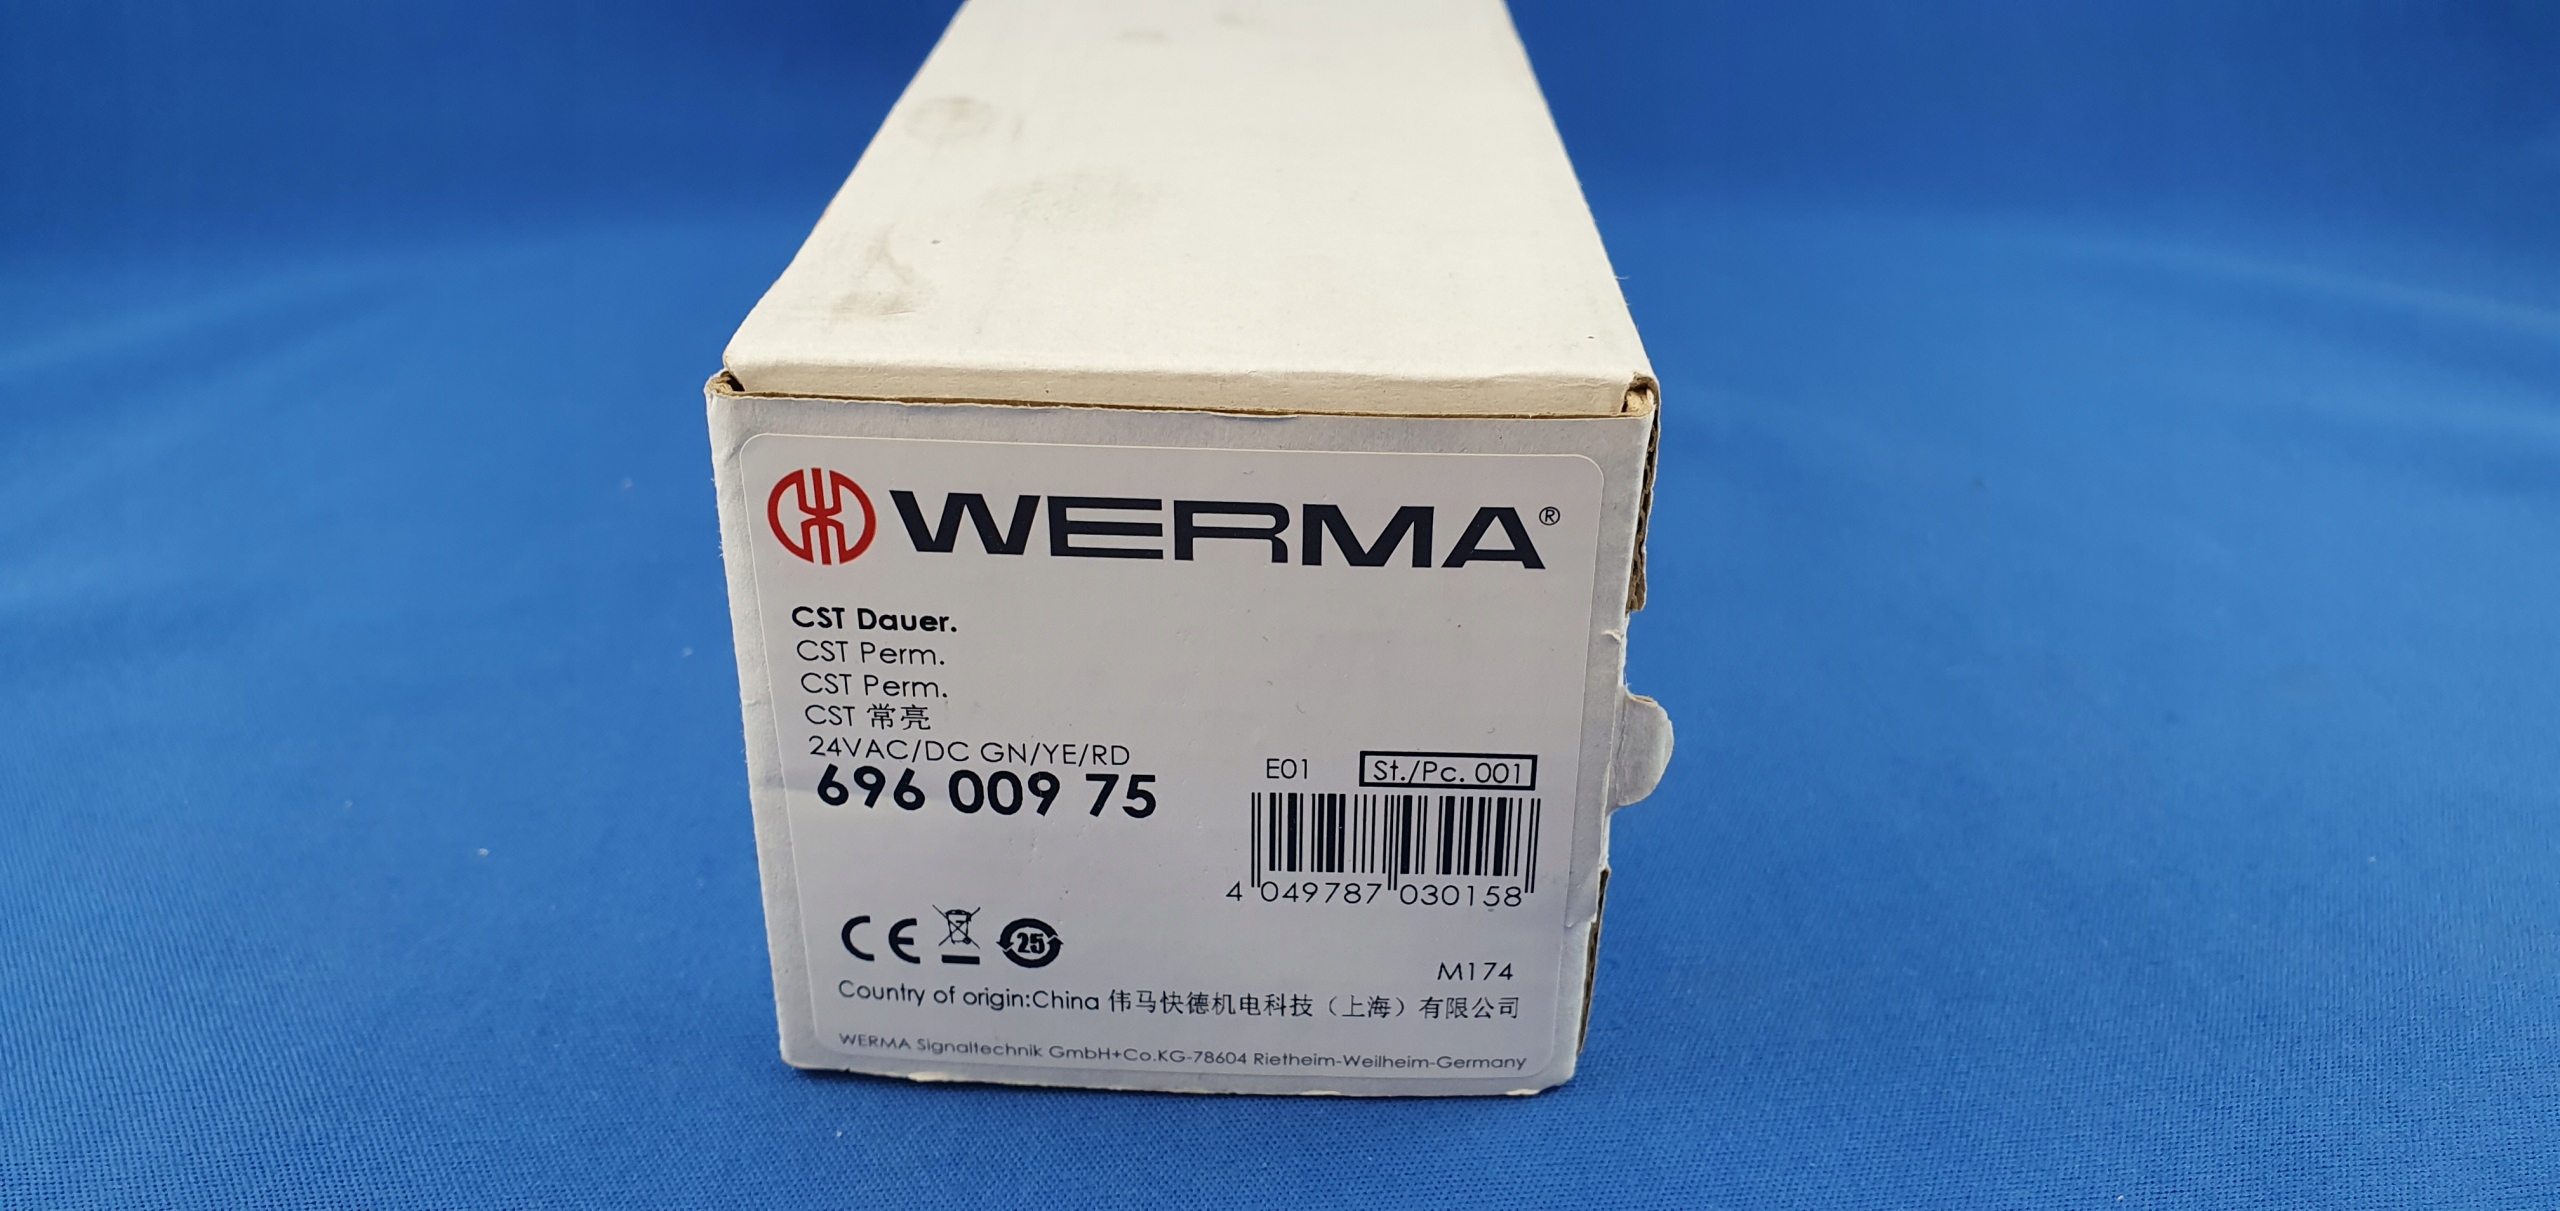 WERMA®
CST Dauer.
CST Perm.
CST Perm.
CST 常亮
24VAC/DC GN/YE/RD
696 009 75
E01 St./Pc. 001
4 049787 030158
CE 25
M174
Country of origin:China 伟马快德机电科技（上海）有限公司
WERMA Signaltechnik GmbH+Co.KG-78604 Rietheim-Weilheim-Germany